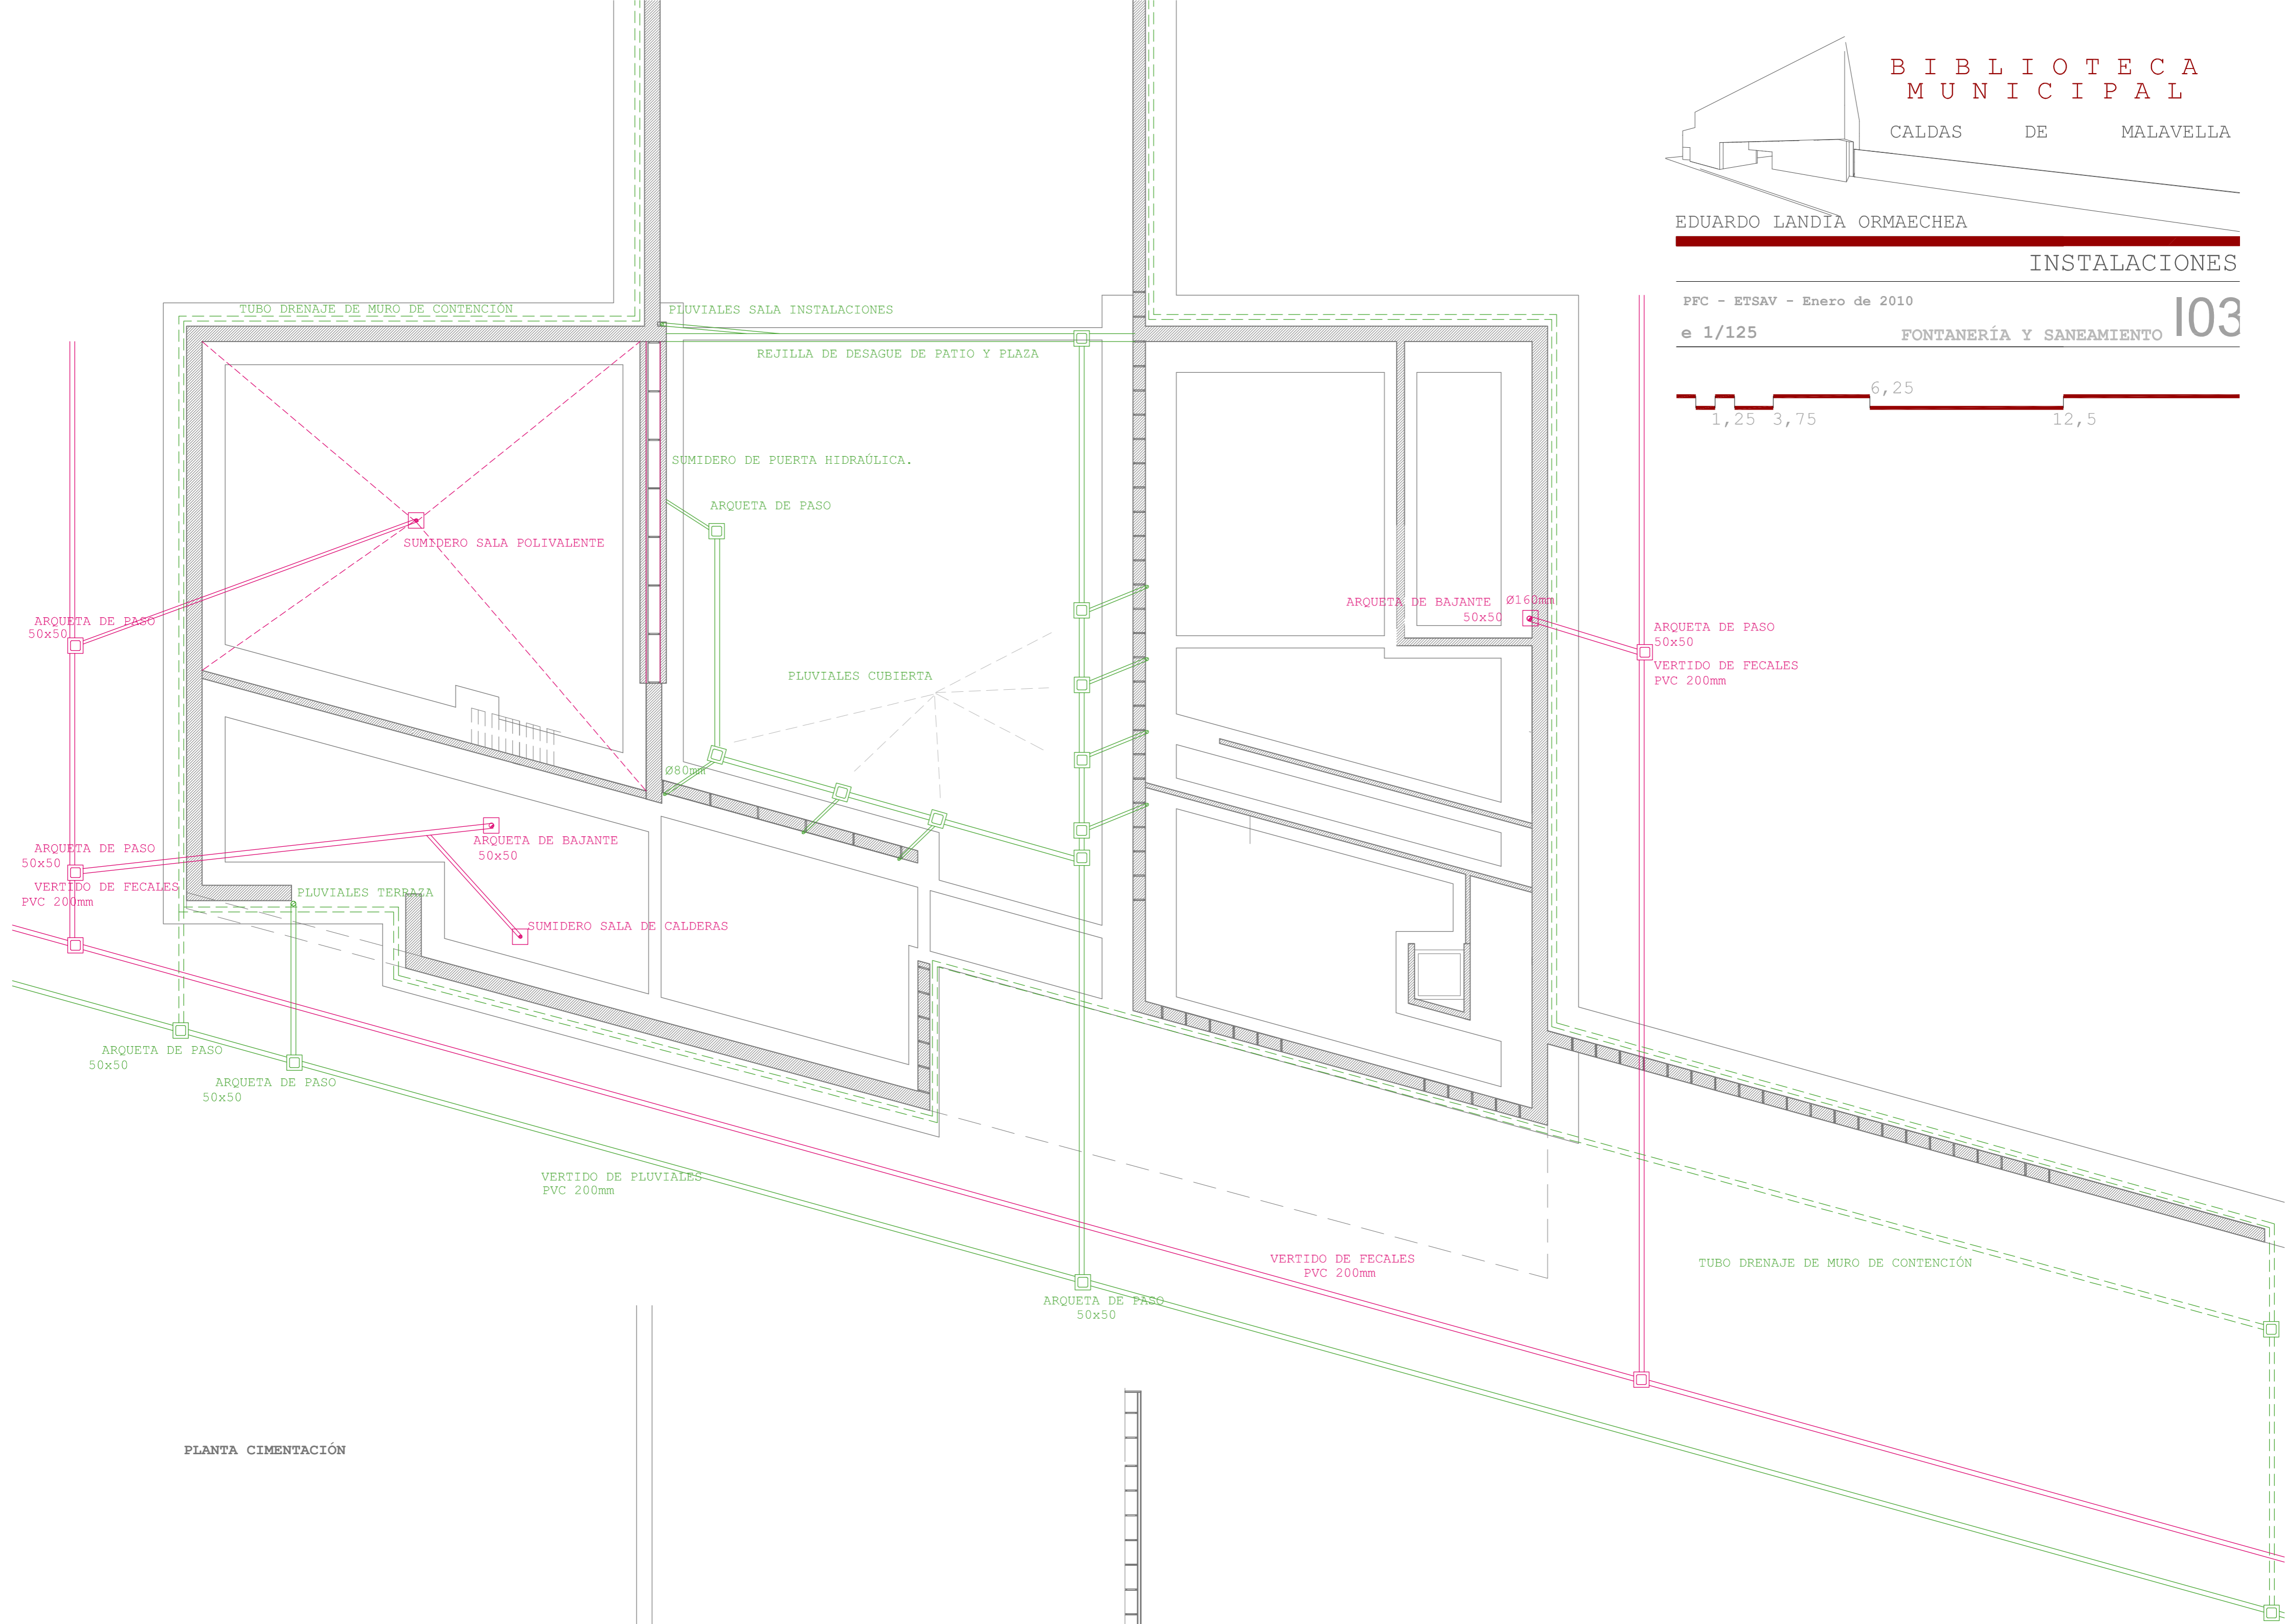 BIBLIOTECA
MUNICIPAL
CALDAS DE MALAVELLA
EDUARDO LANDIA ORMAECHEA
INSTALACIONES
PFC - ETSAV - Enero de 2010
I03
e 1/125
FONTANERÍA Y SANEAMIENTO
6,25
1,25 3,75
12,5
TUBO DRENAJE DE MURO DE CONTENCIÓN
PLUVIALES SALA INSTALACIONES
REJILLA DE DESAGUE DE PATIO Y PLAZA
SUMIDERO DE PUERTA HIDRAÚLICA.
ARQUETA DE PASO
SUMIDERO SALA POLIVALENTE
ARQUETA DE PASO
50x50
ARQUETA DE BAJANTE Ø160mm
50x50
ARQUETA DE PASO
50x50
VERTIDO DE FECALES
PVC 200mm
PLUVIALES CUBIERTA
Ø80mm
ARQUETA DE BAJANTE
50x50
ARQUETA DE PASO
50x50
VERTIDO DE FECALES
PVC 200mm
PLUVIALES TERRAZA
SUMIDERO SALA DE CALDERAS
ARQUETA DE PASO
50x50
ARQUETA DE PASO
50x50
VERTIDO DE PLUVIALES
PVC 200mm
VERTIDO DE FECALES
PVC 200mm
TUBO DRENAJE DE MURO DE CONTENCIÓN
ARQUETA DE PASO
50x50
PLANTA CIMENTACIÓN